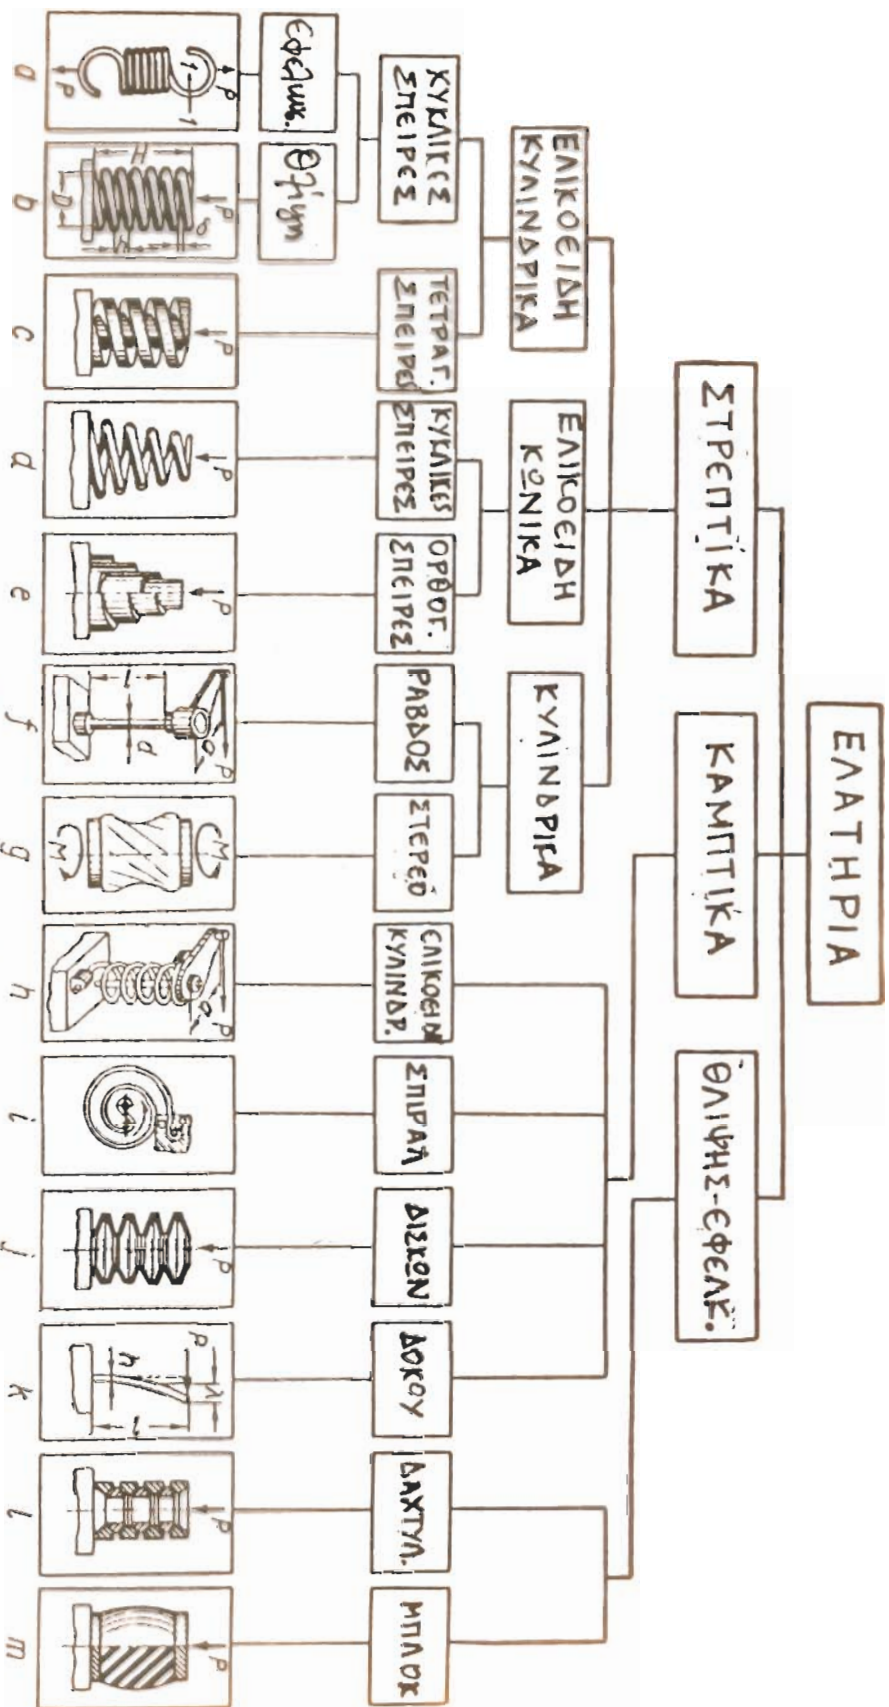 ΕΛΑΤΗΡΙΑ
ΣΤΡΕΠΤΙΚΑ
ΚΑΜΠΤΙΚΑ
ΘΛΙΨΗΣ-ΕΦΕΛΚ.
ΕΛΙΚΟΕΙΔΗ
ΚΥΛΙΝΔΡΙΚΑ
ΕΛΙΚΟΕΙΔΗ
ΚΩΝΙΚΑ
ΚΥΛΙΝΔΡΙΚΑ
ΚΥΚΛΙΚΕΣ
ΣΠΕΙΡΕΣ
ΤΕΤΡΑΓ.
ΣΠΕΙΡΕΣ
ΚΥΚΛΙΚΕΣ
ΣΠΕΙΡΕΣ
ΟΡΘΟΓ.
ΣΠΕΙΡΕΣ
ΡΑΒΔΟΣ
ΣΤΕΡΕΟ
ΕΛΙΚΟΕΙΔ
ΚΥΛΙΝΔΡ.
ΣΠΙΡΑΛ
ΔΙΣΚΩΝ
ΔΟΚΟΥ
ΔΑΧΤΥΛ.
ΜΠΛΟΚ
Εφελκ.
Θλίψη
P
1
P
P
H
D
P
P
P
P
a
l
d
M
M
P
a
P
P
λ
h
l
P
P
a
b
c
d
e
f
g
h
i
j
k
l
m